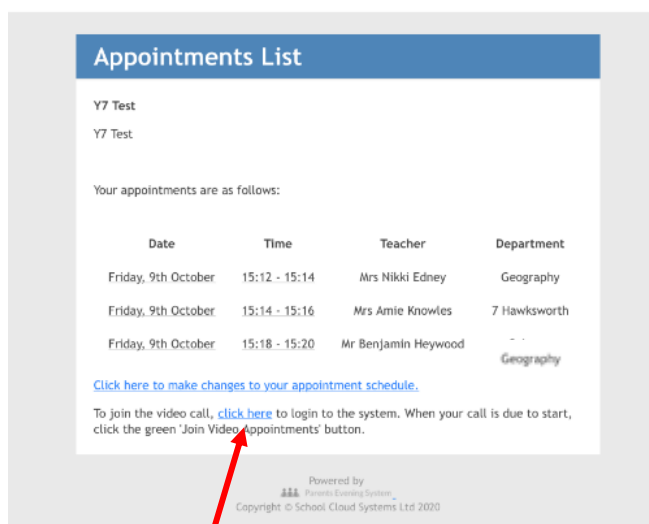 Appointments List
Y7 Test
Y7 Test
Your appointments are as follows:
Date Time Teacher Department
Friday, 9th October 15:12 - 15:14 Mrs Nikki Edney Geography
Friday, 9th October 15:14 - 15:16 Mrs Amie Knowles 7 Hawksworth
Friday, 9th October 15:18 - 15:20 Mr Benjamin Heywood
Geography
Click here to make changes to your appointment schedule.
To join the video call, click here to login to the system. When your call is due to start,
click the green 'Join Video Appointments' button.
Powered by
Parents Evening System
Copyright © School Cloud Systems Ltd 2020